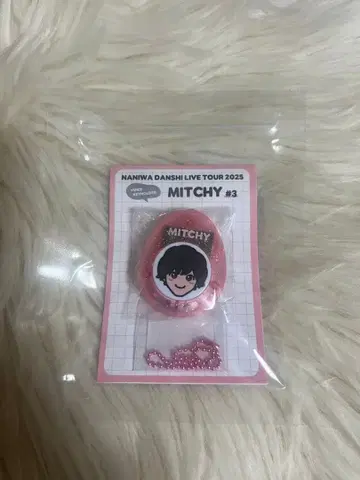 NANIWA DANSHI LIVE TOUR 2025
MITCHY #3
MITCHY